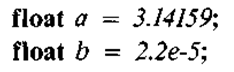 float a = 3.14159;
float b = 2.2e-5;